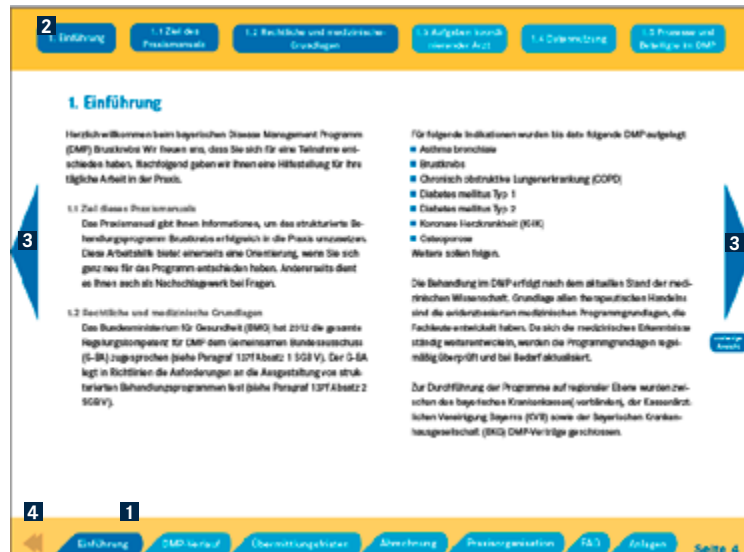 2
1. Einführung
1.1 Ziel des
Praxismanuals
1.2 Rechtliche und medizinische
Grundlagen
1.3 Aufgaben koordi-
nierender Arzt
1.4 Datennutzung
1.5 Prozesse und
Beteiligte im DMP
1. Einführung
Herzlich willkommen beim bayerischen Disease Management Programm
(DMP) Brustkrebs Wir freuen uns, dass Sie sich für eine Teilnahme ent-
schieden haben. Nachfolgend geben wir Ihnen eine Hilfestellung für Ihre
tägliche Arbeit in der Praxis.
1.1 Ziel dieses Praxismanuals
Das Praxismanual gibt Ihnen Informationen, um das strukturierte Be-
handlungsprogramm Brustkrebs erfolgreich in die Praxis umzusetzen.
Diese Arbeitshilfe bietet einerseits eine Orientierung, wenn Sie sich
ganz neu für das Programm entschieden haben. Andererseits dient
es Ihnen auch als Nachschlagewerk bei Fragen.
1.2 Rechtliche und medizinische Grundlagen
Das Bundesministerium für Gesundheit (BMG) hat 2012 die gesamte
Regelungskompetenz für DMP dem Gemeinsamen Bundesausschuss
(G-BA) zugesprochen (siehe Paragraf 137f Absatz 1 SGB V). Der G-BA
legt in Richtlinien die Anforderungen an die Ausgestaltung von struk-
turierten Behandlungsprogrammen fest (siehe Paragraf 137f Absatz 2
SGB V).
Für folgende Indikationen wurden bis dato folgende DMP aufgelegt
Asthma bronchiale
Brustkrebs
Chronisch obstruktive Lungenerkrankung (COPD)
Diabetes mellitus Typ 1
Diabetes mellitus Typ 2
Koronare Herzkrankheit (KHK)
Osteoporose
Weitere sollen folgen.
Die Behandlung im DMP erfolgt nach dem aktuellen Stand der medi-
zinischen Wissenschaft. Grundlage allen therapeutischen Handelns
sind die evidenzbasierten medizinischen Programmgrundlagen, die
Fachleute entwickelt haben. Da sich die medizinischen Erkenntnisse
ständig weiterentwickeln, werden die Programmgrundlagen regel-
mäßig überprüft und bei Bedarf aktualisiert.
Zur Durchführung der Programme auf regionaler Ebene wurden zwi-
schen den bayerischen Krankenkassen(verbänden), der Kassenärzt-
lichen Vereinigung Bayerns (KVB) sowie der Bayerischen Kranken-
hausgesellschaft (BKG) DMP-Verträge geschlossen.
3
3
vorherige
Ansicht
4
1
Einführung
DMP-Verlauf
Übermittlungsfristen
Abrechnung
Praxisorganisation
FAQ
Anlagen
Seite 4